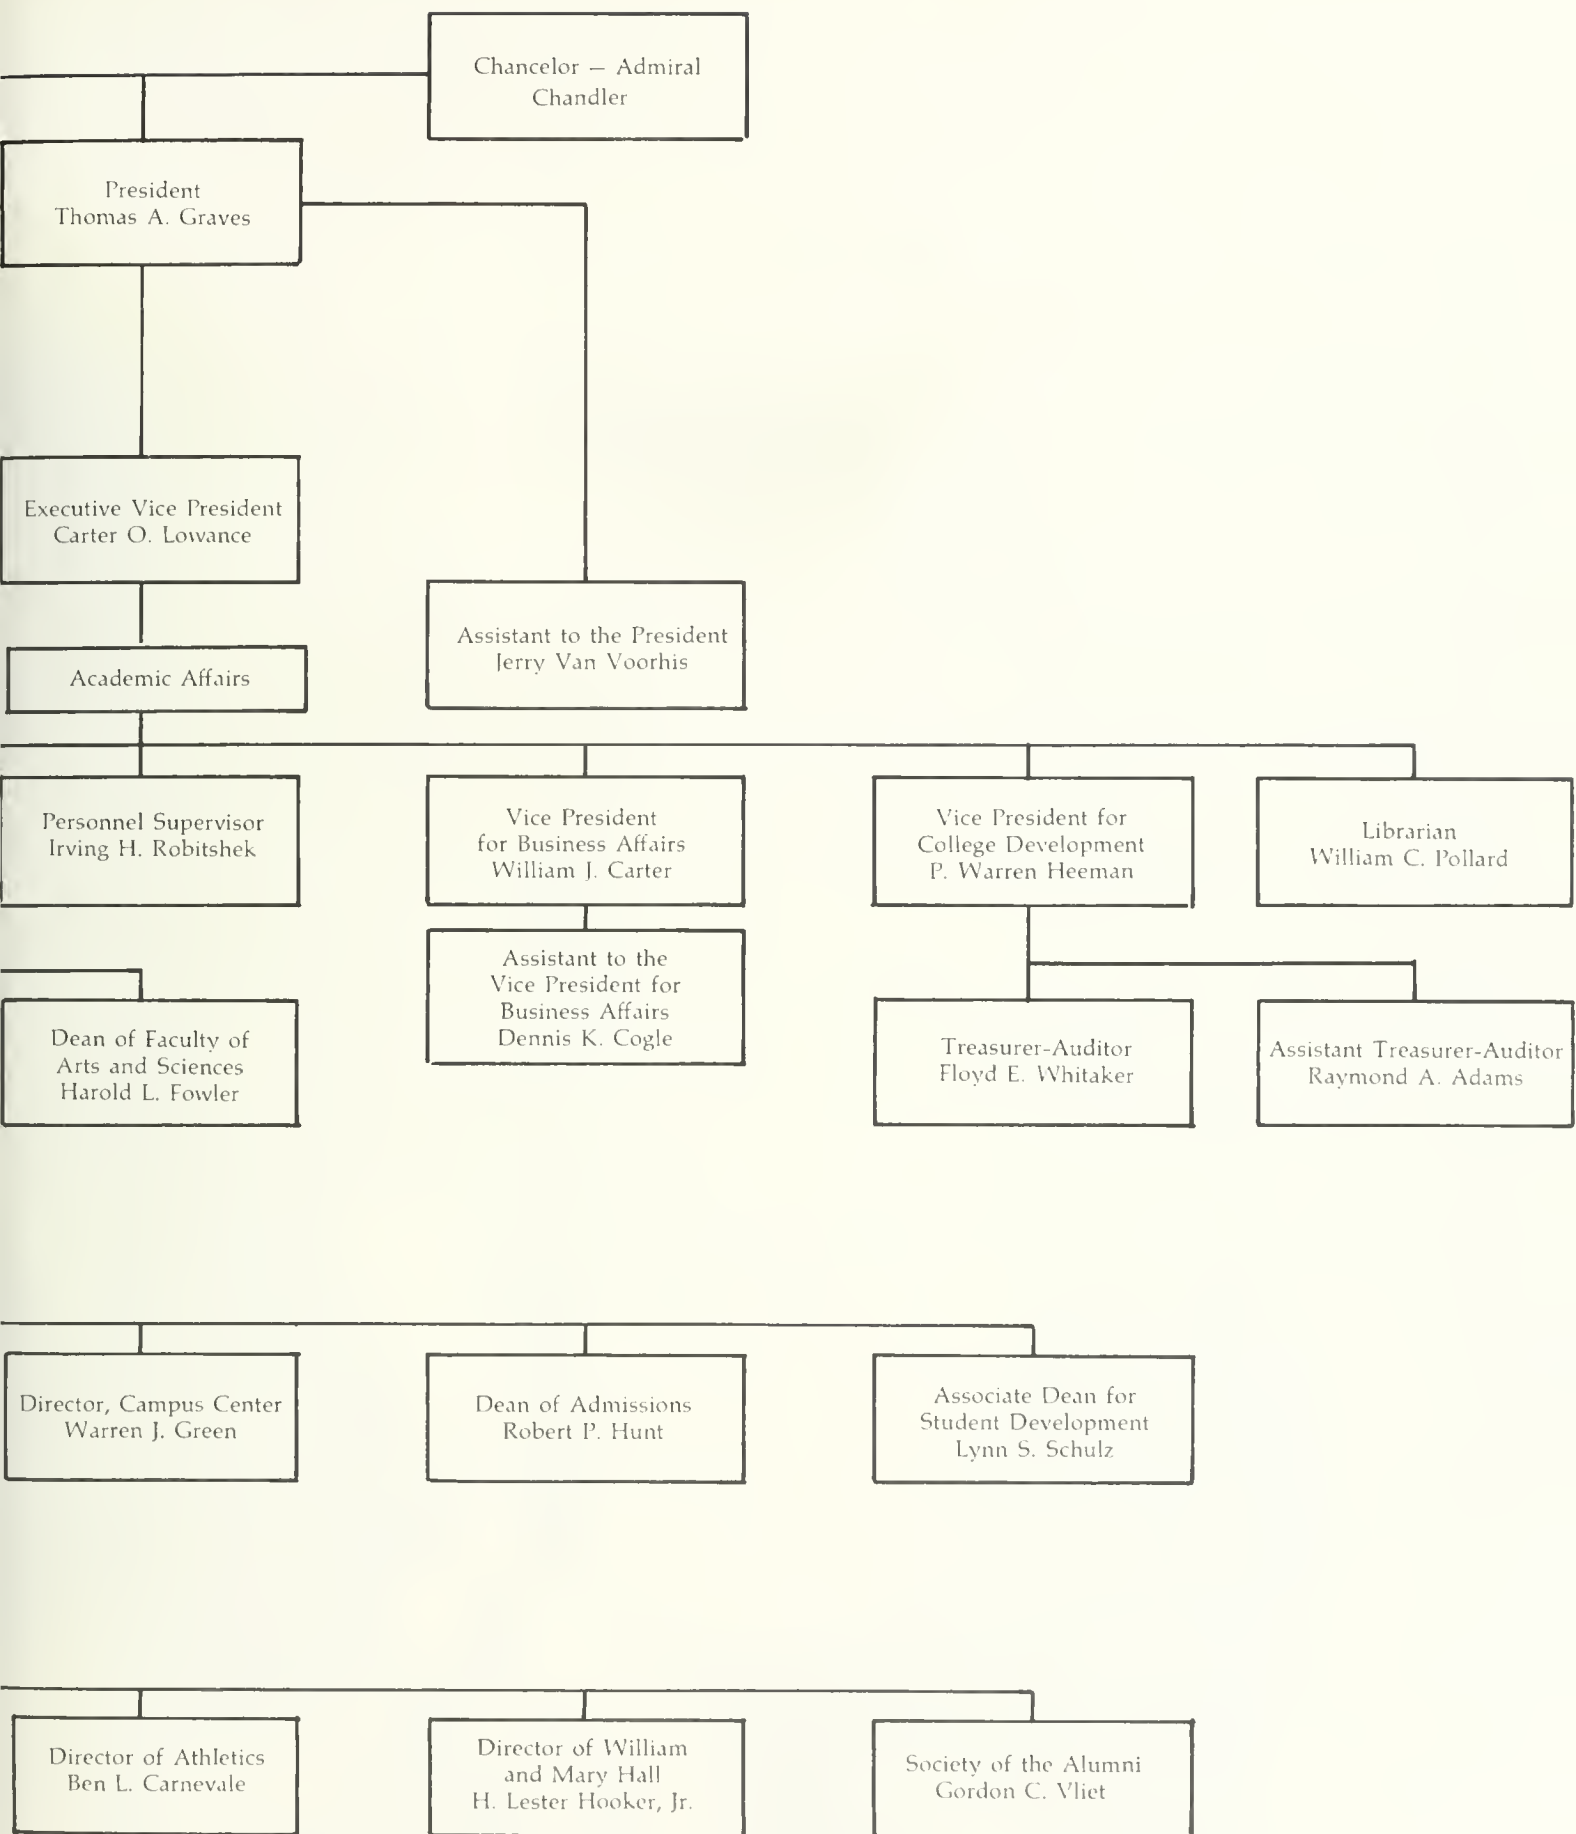 Chancelor — Admiral
Chandler
President
Thomas A. Graves
Executive Vice President
Carter O. Lowance
Assistant to the President
Jerry Van Voorhis
Academic Affairs
Personnel Supervisor
Irving H. Robitshek
Vice President
for Business Affairs
William J. Carter
Vice President for
College Development
P. Warren Heeman
Librarian
William C. Pollard
Assistant to the
Vice President for
Business Affairs
Dennis K. Cogle
Dean of Faculty of
Arts and Sciences
Harold L. Fowler
Treasurer-Auditor
Floyd E. Whitaker
Assistant Treasurer-Auditor
Raymond A. Adams
Director, Campus Center
Warren J. Green
Dean of Admissions
Robert P. Hunt
Associate Dean for
Student Development
Lynn S. Schulz
Director of Athletics
Ben L. Carnevale
Director of William
and Mary Hall
H. Lester Hooker, Jr.
Society of the Alumni
Gordon C. Vliet